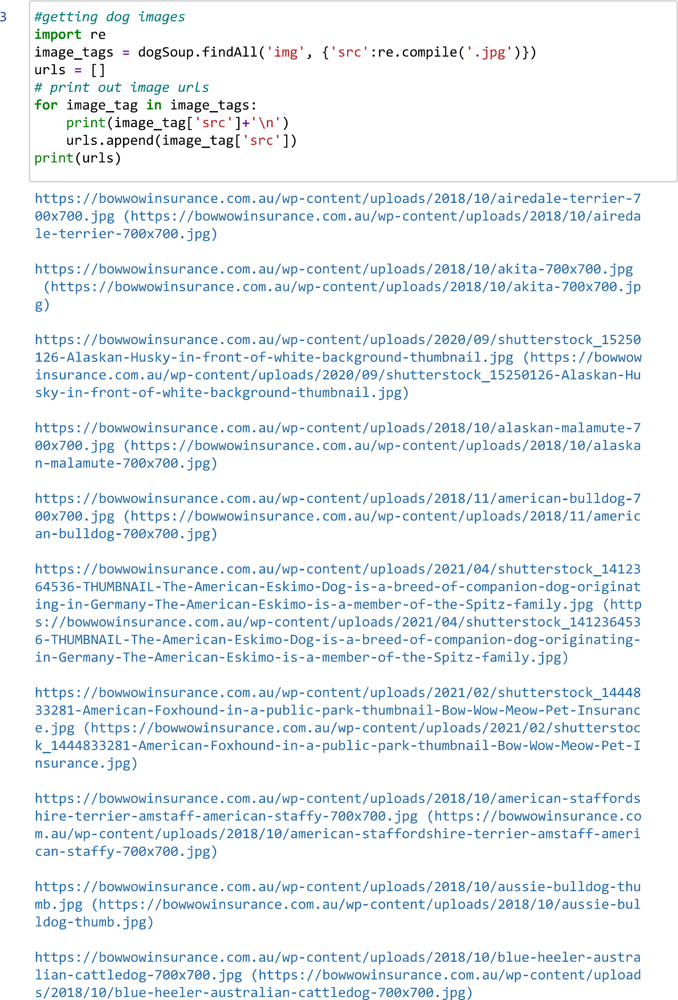 3
#getting dog images
import re
image_tags = dogSoup.findAll('img', {'src':re.compile('.jpg')})
urls = []
# print out image urls
for image_tag in image_tags:
    print(image_tag['src']+'\n')
    urls.append(image_tag['src'])
print(urls)
https://bowwowinsurance.com.au/wp-content/uploads/2018/10/airedale-terrier-7
00x700.jpg (https://bowwowinsurance.com.au/wp-content/uploads/2018/10/aireda
le-terrier-700x700.jpg)
https://bowwowinsurance.com.au/wp-content/uploads/2018/10/akita-700x700.jpg
 (https://bowwowinsurance.com.au/wp-content/uploads/2018/10/akita-700x700.jp
g)
https://bowwowinsurance.com.au/wp-content/uploads/2020/09/shutterstock_15250
126-Alaskan-Husky-in-front-of-white-background-thumbnail.jpg (https://bowwow
insurance.com.au/wp-content/uploads/2020/09/shutterstock_15250126-Alaskan-Hu
sky-in-front-of-white-background-thumbnail.jpg)
https://bowwowinsurance.com.au/wp-content/uploads/2018/10/alaskan-malamute-7
00x700.jpg (https://bowwowinsurance.com.au/wp-content/uploads/2018/10/alaska
n-malamute-700x700.jpg)
https://bowwowinsurance.com.au/wp-content/uploads/2018/11/american-bulldog-7
00x700.jpg (https://bowwowinsurance.com.au/wp-content/uploads/2018/11/americ
an-bulldog-700x700.jpg)
https://bowwowinsurance.com.au/wp-content/uploads/2021/04/shutterstock_14123
64536-THUMBNAIL-The-American-Eskimo-Dog-is-a-breed-of-companion-dog-originat
ing-in-Germany-The-American-Eskimo-is-a-member-of-the-Spitz-family.jpg (http
s://bowwowinsurance.com.au/wp-content/uploads/2021/04/shutterstock_141236453
6-THUMBNAIL-The-American-Eskimo-Dog-is-a-breed-of-companion-dog-originating-
in-Germany-The-American-Eskimo-is-a-member-of-the-Spitz-family.jpg)
https://bowwowinsurance.com.au/wp-content/uploads/2021/02/shutterstock_14448
33281-American-Foxhound-in-a-public-park-thumbnail-Bow-Wow-Meow-Pet-Insuranc
e.jpg (https://bowwowinsurance.com.au/wp-content/uploads/2021/02/shutterstoc
k_1444833281-American-Foxhound-in-a-public-park-thumbnail-Bow-Wow-Meow-Pet-I
nsurance.jpg)
https://bowwowinsurance.com.au/wp-content/uploads/2018/10/american-staffords
hire-terrier-amstaff-american-staffy-700x700.jpg (https://bowwowinsurance.co
m.au/wp-content/uploads/2018/10/american-staffordshire-terrier-amstaff-ameri
can-staffy-700x700.jpg)
https://bowwowinsurance.com.au/wp-content/uploads/2018/10/aussie-bulldog-thu
mb.jpg (https://bowwowinsurance.com.au/wp-content/uploads/2018/10/aussie-bul
ldog-thumb.jpg)
https://bowwowinsurance.com.au/wp-content/uploads/2018/10/blue-heeler-austra
lian-cattledog-700x700.jpg (https://bowwowinsurance.com.au/wp-content/upload
s/2018/10/blue-heeler-australian-cattledog-700x700.jpg)